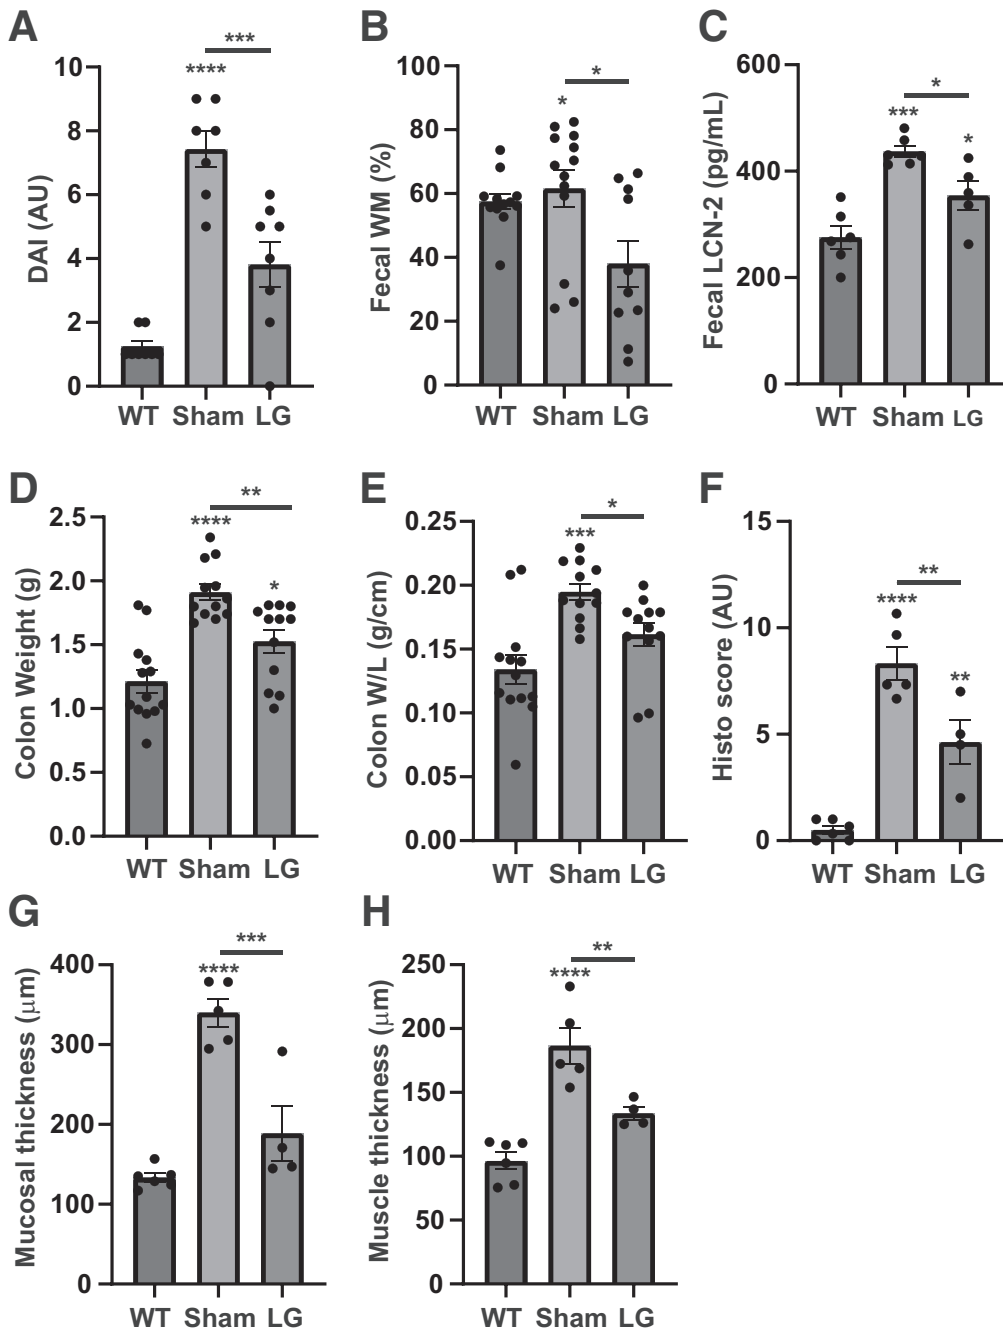 A
DAI (AU)
10
8
6
4
2
0
****
***
WT Sham LG
B
Fecal WM (%)
100
80
60
40
20
0
*
*
WT Sham LG
C
Fecal LCN-2 (pg/mL)
600
400
200
0
***
*
*
WT Sham LG
D
Colon Weight (g)
2.5
2.0
1.5
1.0
0.5
0.0
****
**
*
WT Sham LG
E
Colon W/L (g/cm)
0.25
0.20
0.15
0.10
0.05
0.00
***
*
WT Sham LG
F
Histo score (AU)
15
10
5
0
****
**
**
WT Sham LG
G
Mucosal thickness (μm)
400
300
200
100
0
****
***
WT Sham LG
H
Muscle thickness (μm)
250
200
150
100
50
0
****
**
WT Sham LG